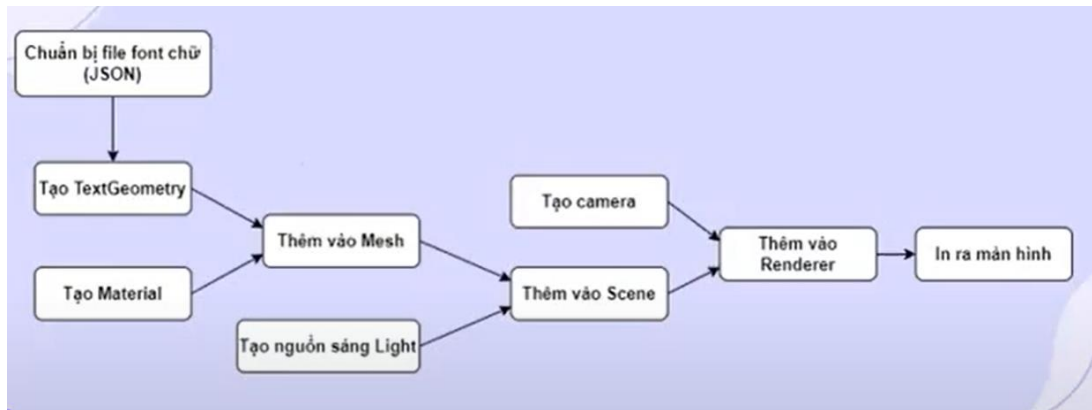 Chuẩn bị file font chữ
(JSON)
Tạo TextGeometry
Tạo camera
Thêm vào Mesh
Thêm vào
Renderer
In ra màn hình
Tạo Material
Thêm vào Scene
Tạo nguồn sáng Light